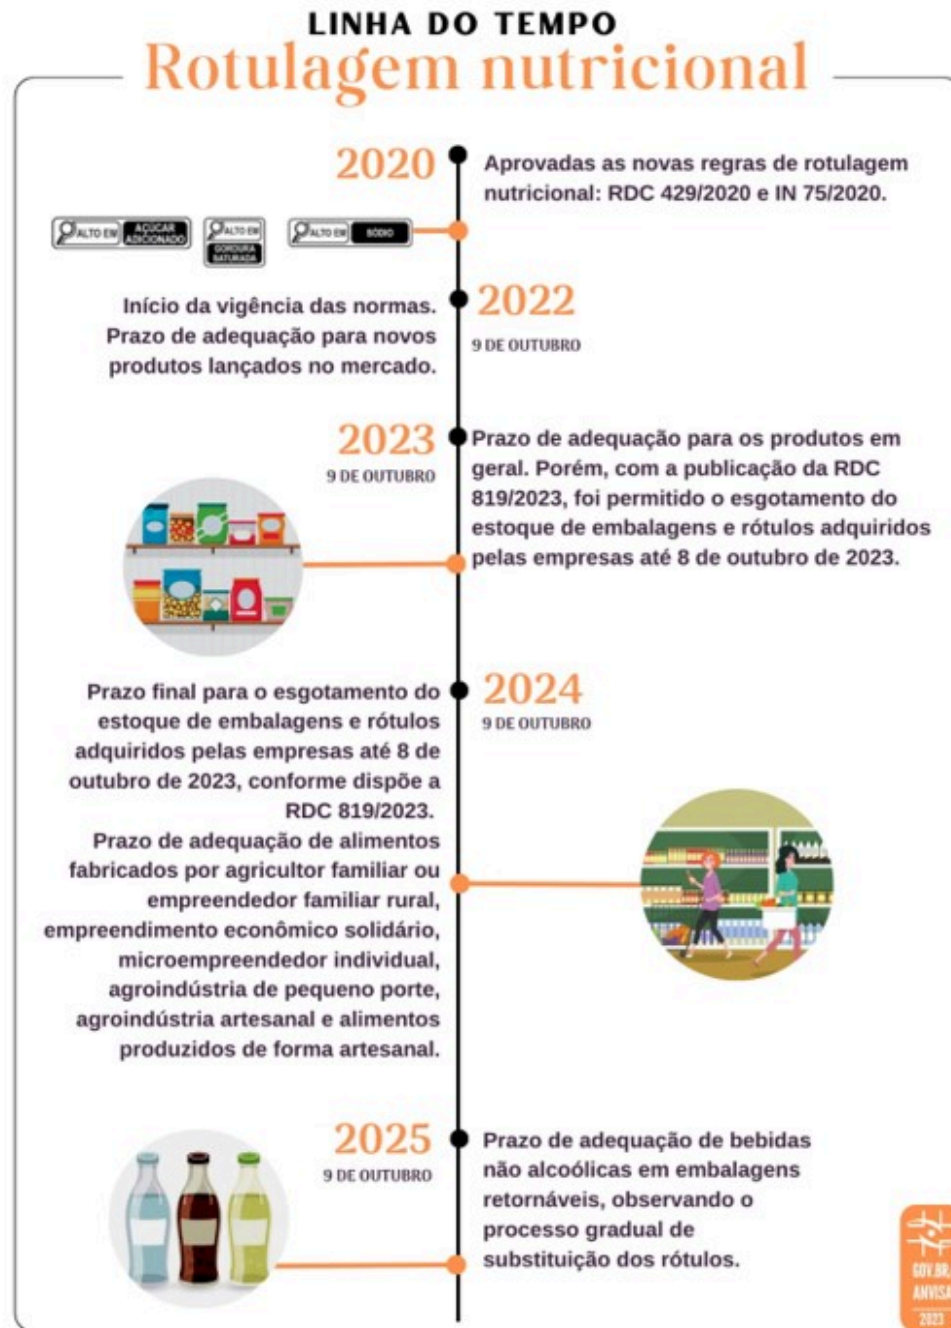 LINHA DO TEMPO
Rotulagem nutricional
2020
Aprovadas as novas regras de rotulagem
nutricional: RDC 429/2020 e IN 75/2020.
ALTO EM AÇÚCAR
ADICIONADO
ALTO EM
GORDURA
SATURADA
ALTO EM SÓDIO
2022
9 DE OUTUBRO
Início da vigência das normas.
Prazo de adequação para novos
produtos lançados no mercado.
2023
9 DE OUTUBRO
Prazo de adequação para os produtos em
geral. Porém, com a publicação da RDC
819/2023, foi permitido o esgotamento do
estoque de embalagens e rótulos adquiridos
pelas empresas até 8 de outubro de 2023.
2024
9 DE OUTUBRO
Prazo final para o esgotamento do
estoque de embalagens e rótulos
adquiridos pelas empresas até 8 de
outubro de 2023, conforme dispõe a
RDC 819/2023.
Prazo de adequação de alimentos
fabricados por agricultor familiar ou
empreendedor familiar rural,
empreendimento econômico solidário,
microempreendedor individual,
agroindústria de pequeno porte,
agroindústria artesanal e alimentos
produzidos de forma artesanal.
2025
9 DE OUTUBRO
Prazo de adequação de bebidas
não alcoólicas em embalagens
retornáveis, observando o
processo gradual de
substituição dos rótulos.
GOV.BR/
ANVISA
2023